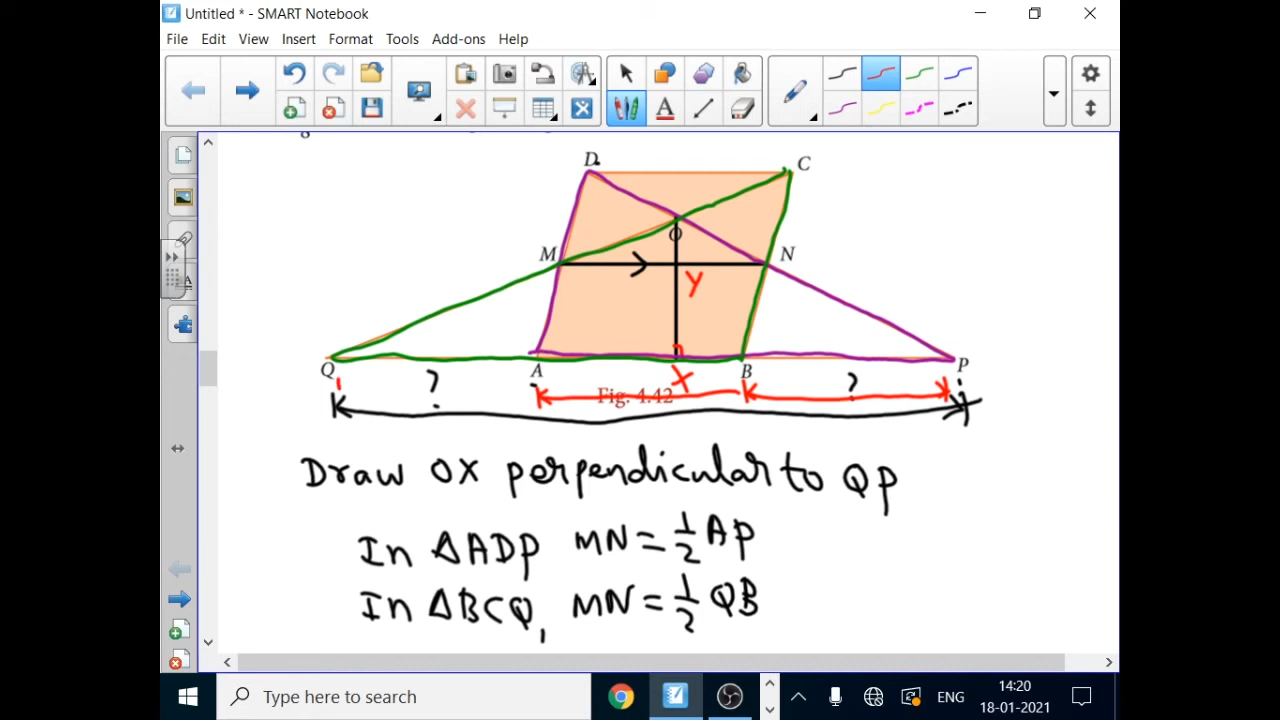 Untitled * - SMART Notebook
File Edit View Insert Format Tools Add-ons Help
D C
O
M N
Y
Q A X B P
? ?
Fig. 4.42
Draw OX perpendicular to QP
In ΔADP MN = 1/2 AP
In ΔBCQ, MN = 1/2 QB
Type here to search
ENG
14:20
18-01-2021